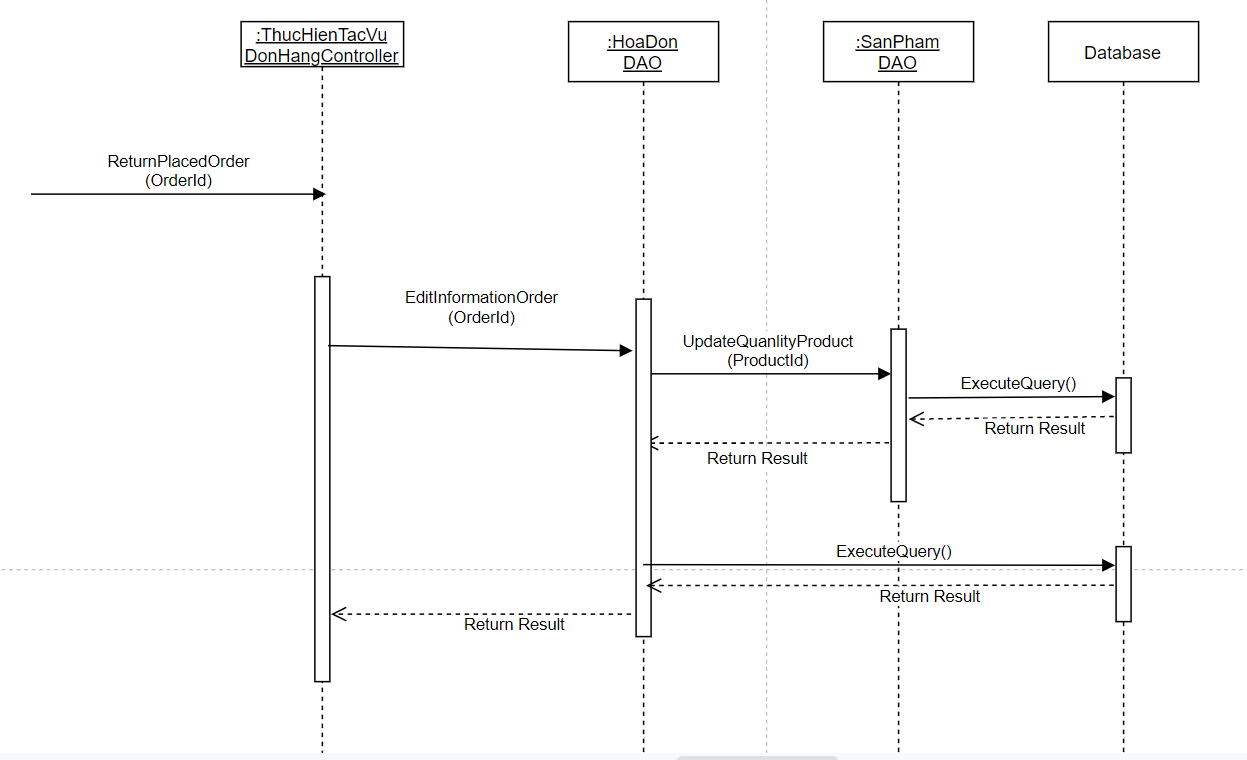 :ThucHienTacVu
DonHangController
:HoaDon
DAO
:SanPham
DAO
Database
ReturnPlacedOrder
(OrderId)
EditInformationOrder
(OrderId)
UpdateQuanlityProduct
(ProductId)
ExecuteQuery()
Return Result
Return Result
ExecuteQuery()
Return Result
Return Result